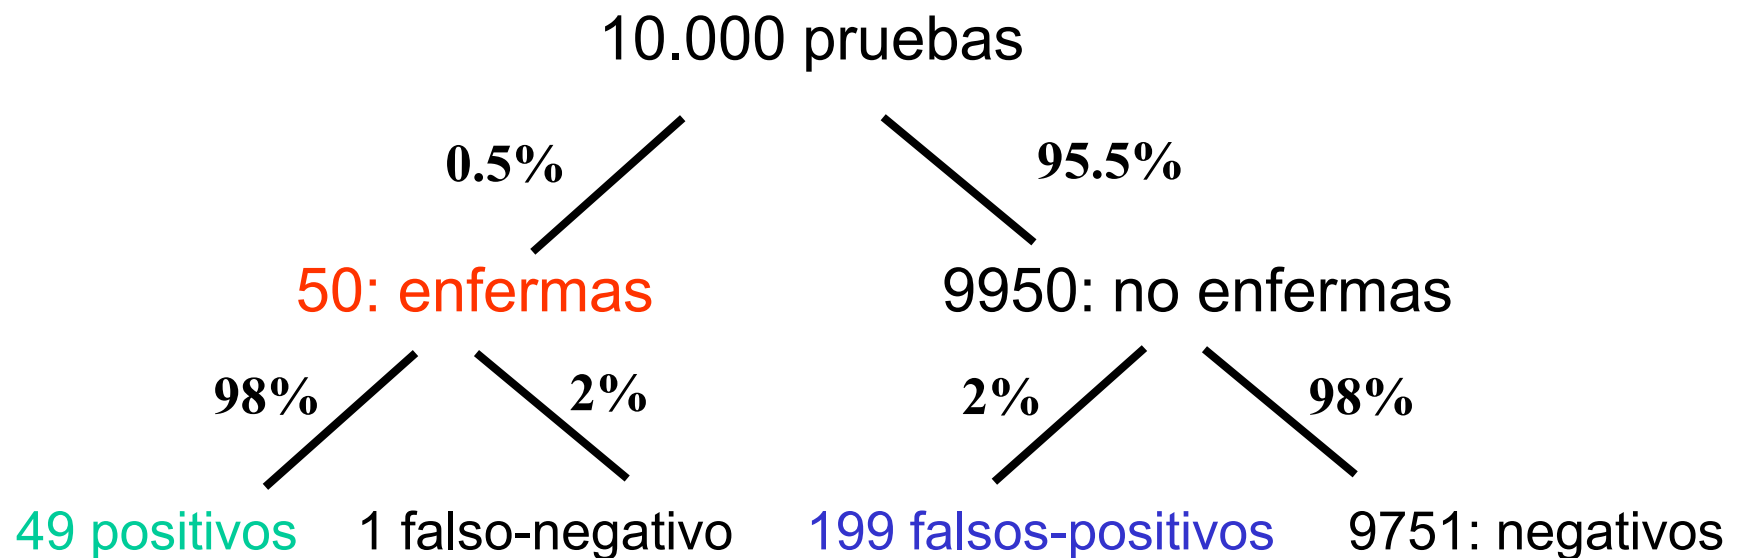 10.000 pruebas
0.5%
95.5%
50: enfermas
9950: no enfermas
98%
2%
2%
98%
49 positivos
1 falso-negativo
199 falsos-positivos
9751: negativos